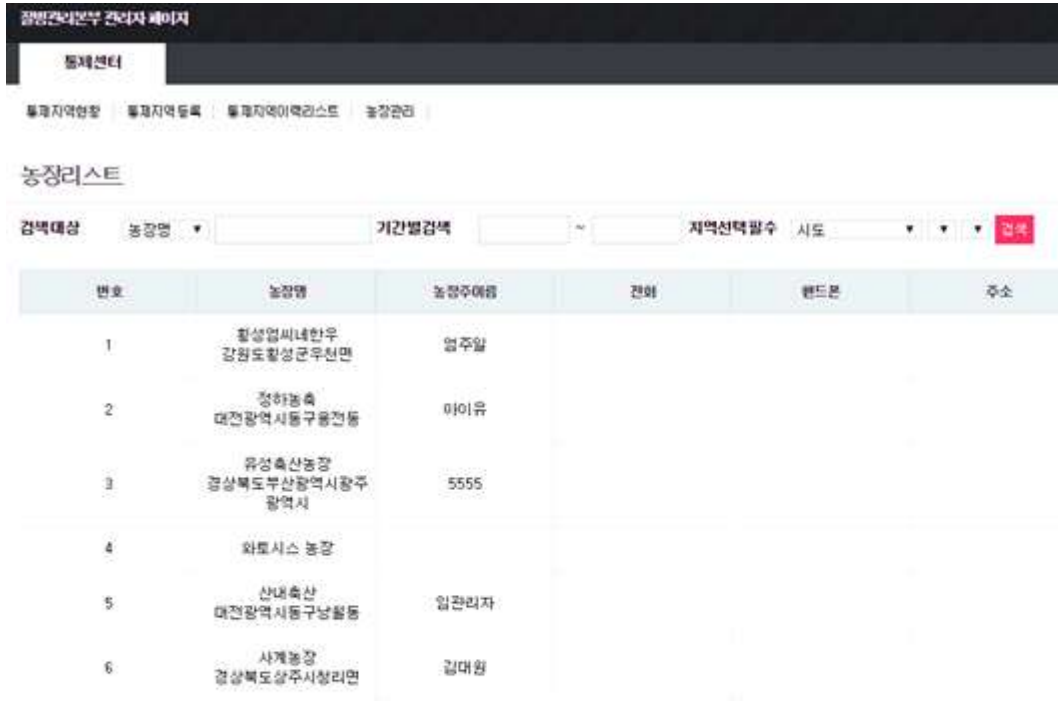 질병관리본부 관리자 페이지
통제센터
통제지역현황 통제지역등록 통제지역이력리스트 농장관리
농장리스트
검색대상 농장명 ▼ 기간별검색 ~ 지역선택필수 시도 ▼ ▼ ▼ 검색
번호 농장명 농장주이름 전화 핸드폰 주소
횡성엄씨네한우
1 엄주일
강원도횡성군우천면
정하농축
2 아이유
대전광역시동구용전동
유성축산농장
3 경상북도부산광역시광주 5555
광역시
4 와토시스 농장
산내축산
5 임관리자
대전광역시동구낭월동
사계농장
6 김대원
경상북도상주시청리면